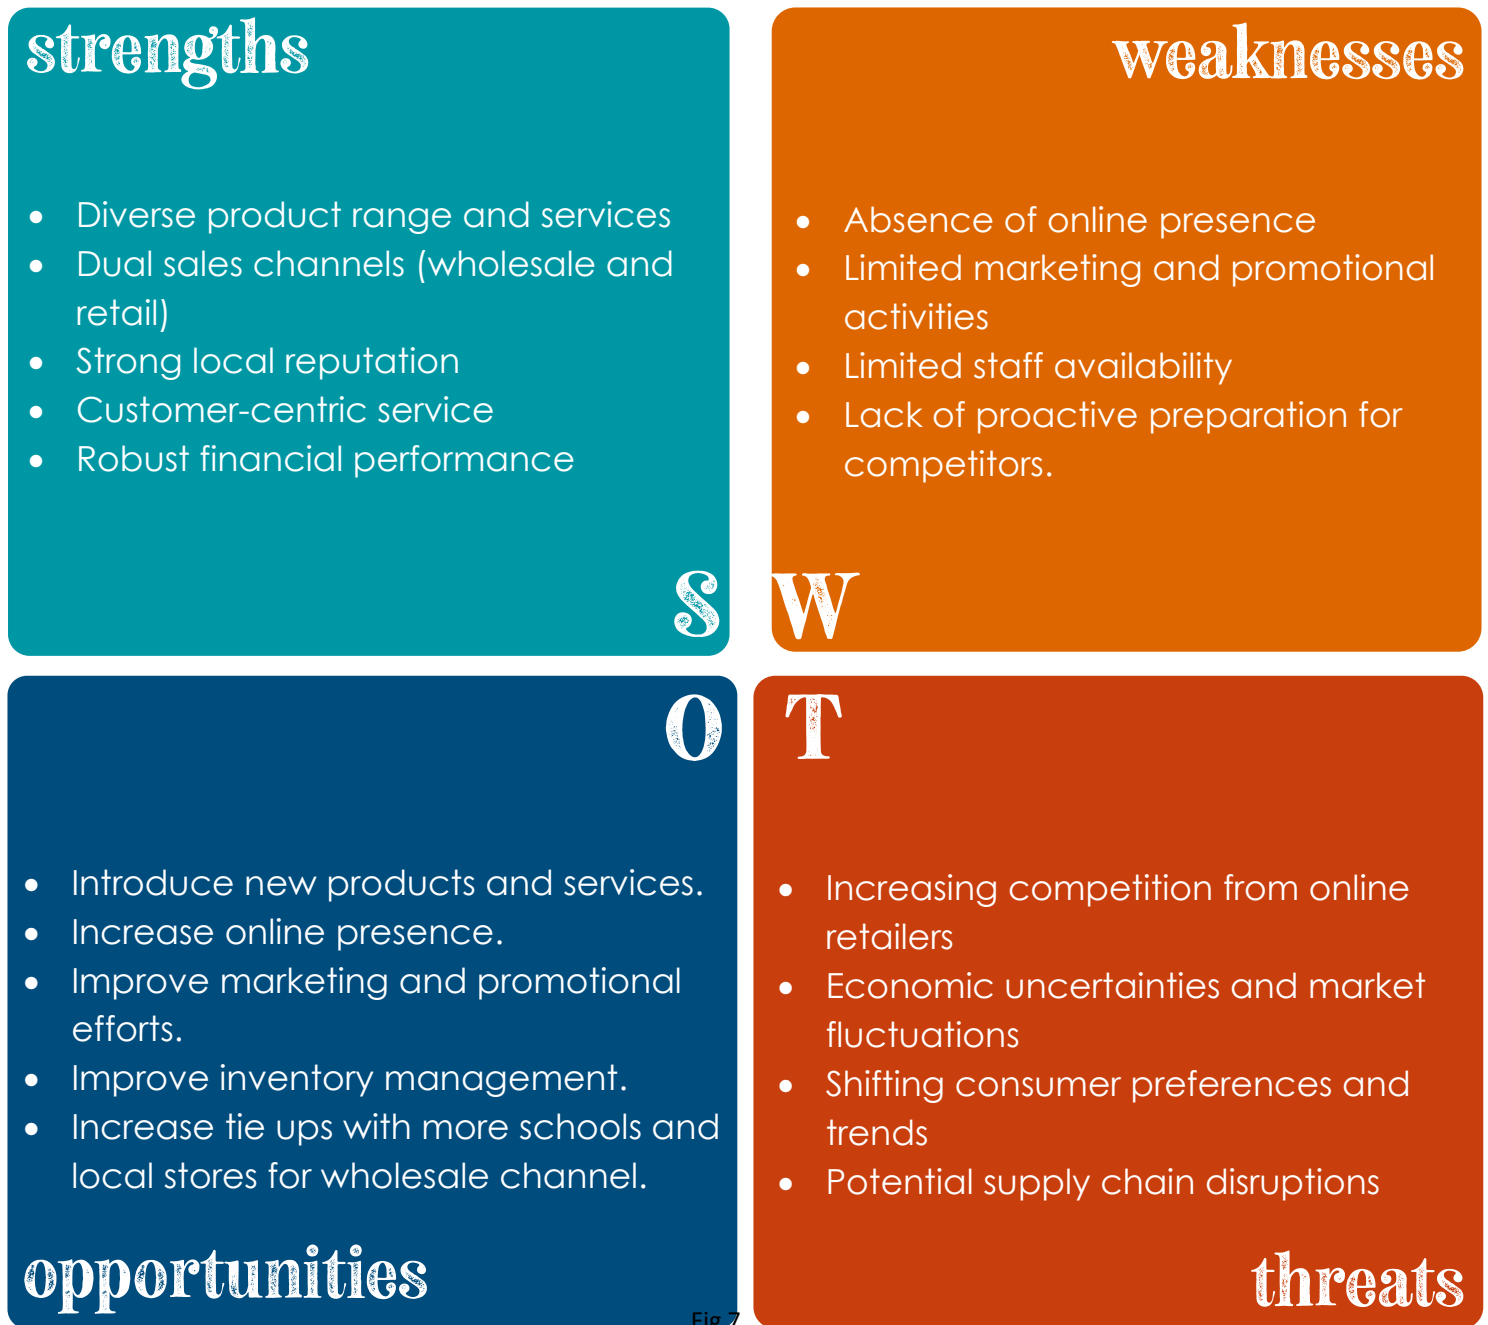 strengths
• Diverse product range and services
• Dual sales channels (wholesale and
retail)
• Strong local reputation
• Customer-centric service
• Robust financial performance
S
weaknesses
• Absence of online presence
• Limited marketing and promotional
activities
• Limited staff availability
• Lack of proactive preparation for
competitors.
W
O
• Introduce new products and services.
• Increase online presence.
• Improve marketing and promotional
efforts.
• Improve inventory management.
• Increase tie ups with more schools and
local stores for wholesale channel.
opportunities
T
• Increasing competition from online
retailers
• Economic uncertainties and market
fluctuations
• Shifting consumer preferences and
trends
• Potential supply chain disruptions
threats
Fig 7